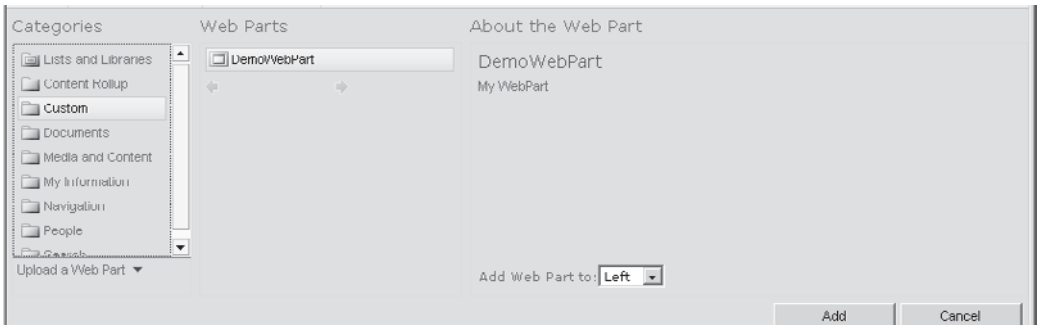 Categories
Lists and Libraries
Content Rollup
Custom
Documents
Media and Content
My Information
Navigation
People
Search
Upload a Web Part
Web Parts
DemoWebPart
About the Web Part
DemoWebPart
My WebPart
Add Web Part to: Left
Add
Cancel